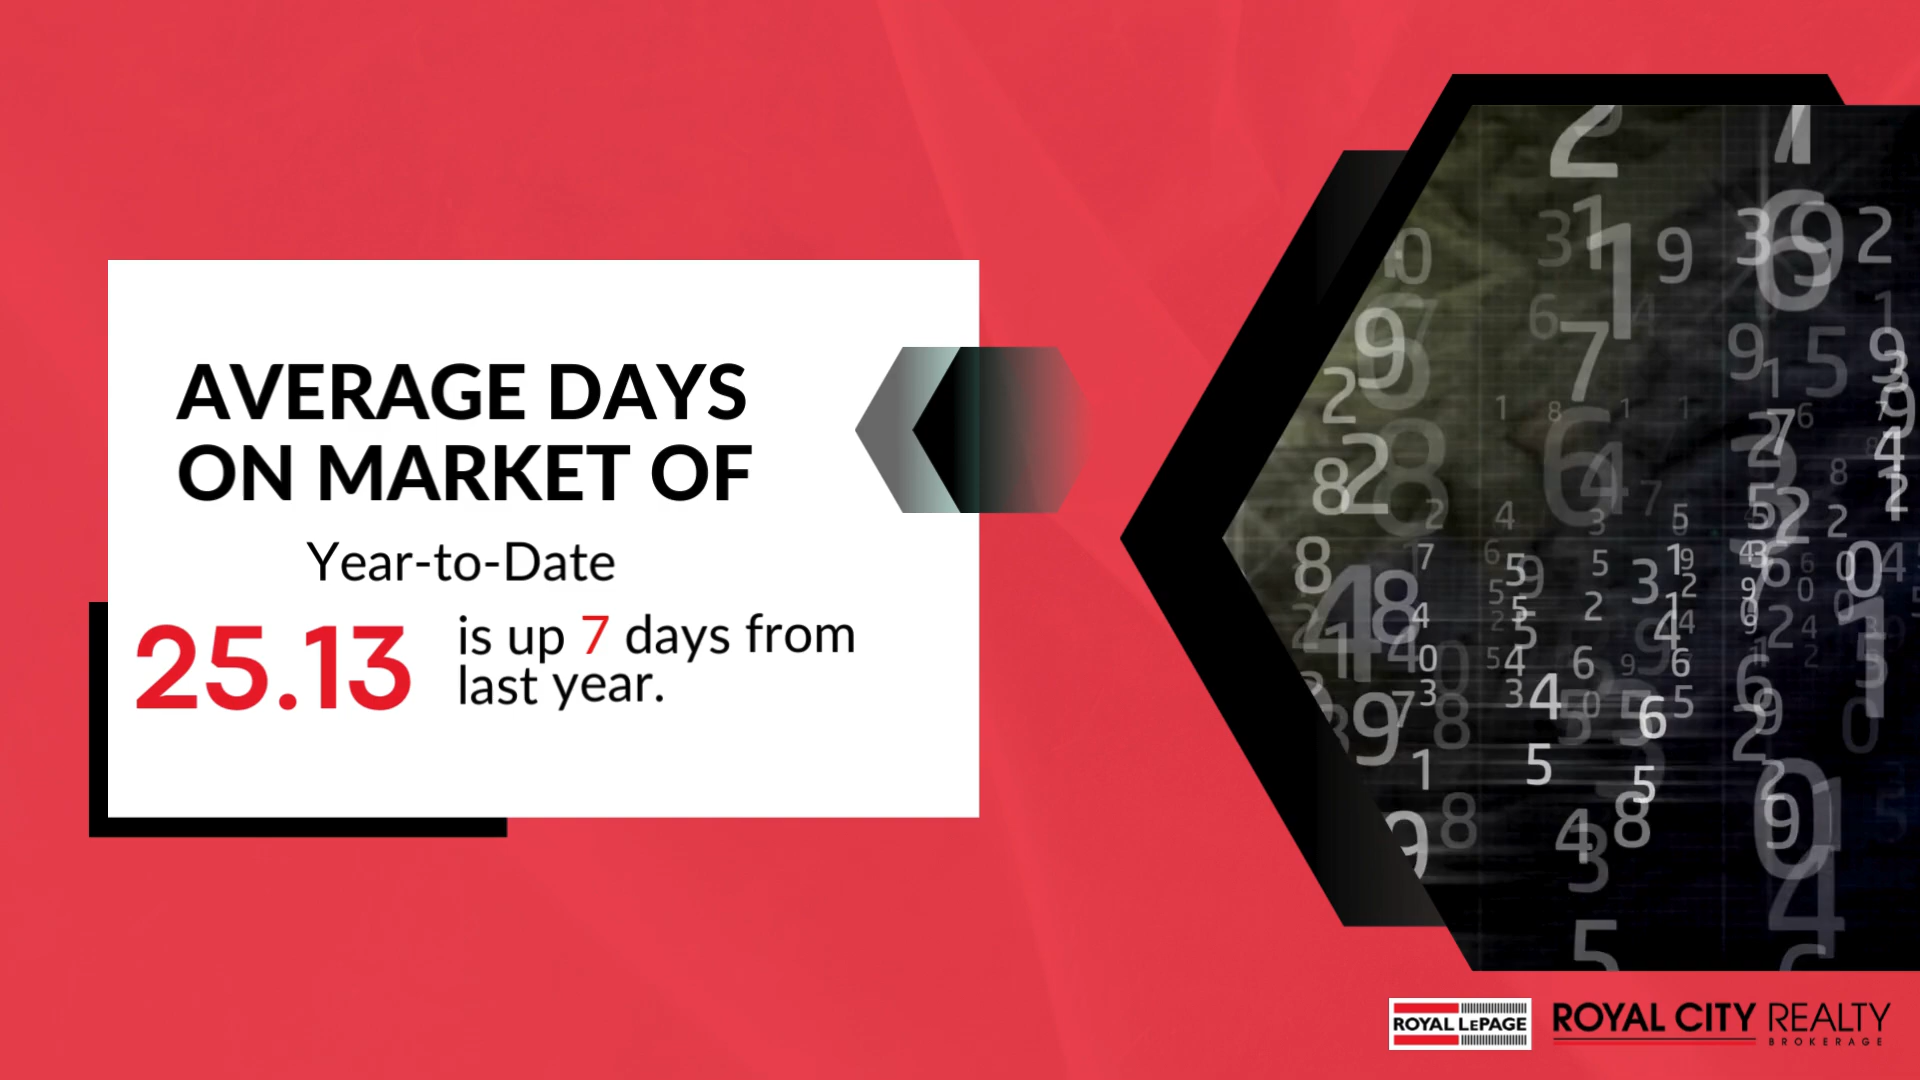 AVERAGE DAYS
ON MARKET OF
Year-to-Date
25.13 is up 7 days from
last year.
ROYAL LEPAGE
ROYAL CITY REALTY
BROKERAGE